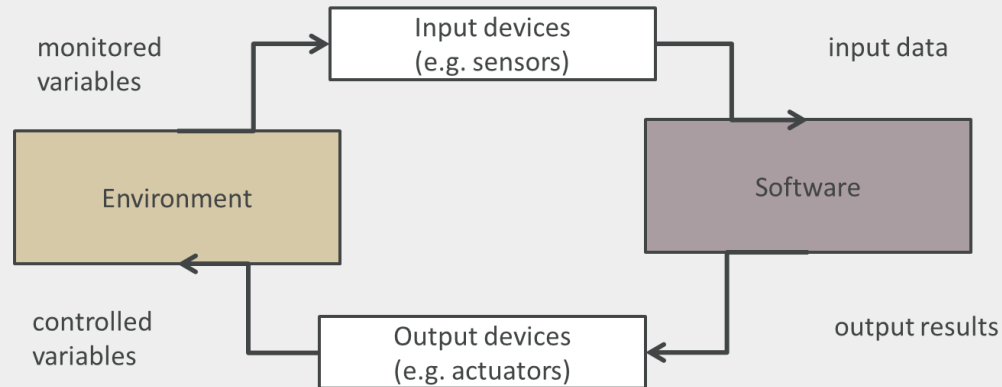 Input devices
(e.g. sensors)
monitored
variables
input data
Environment
Software
controlled
variables
Output devices
(e.g. actuators)
output results